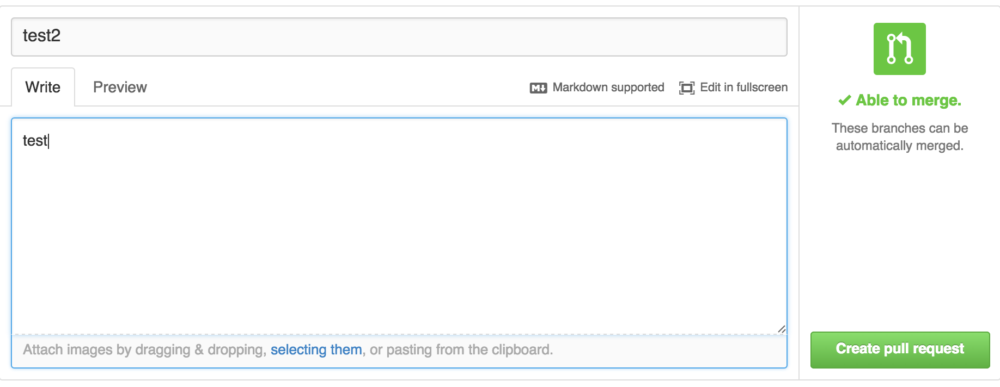 test2
Write Preview Markdown supported Edit in fullscreen
test
Attach images by dragging & dropping, selecting them, or pasting from the clipboard.
Able to merge.
These branches can be
automatically merged.
Create pull request